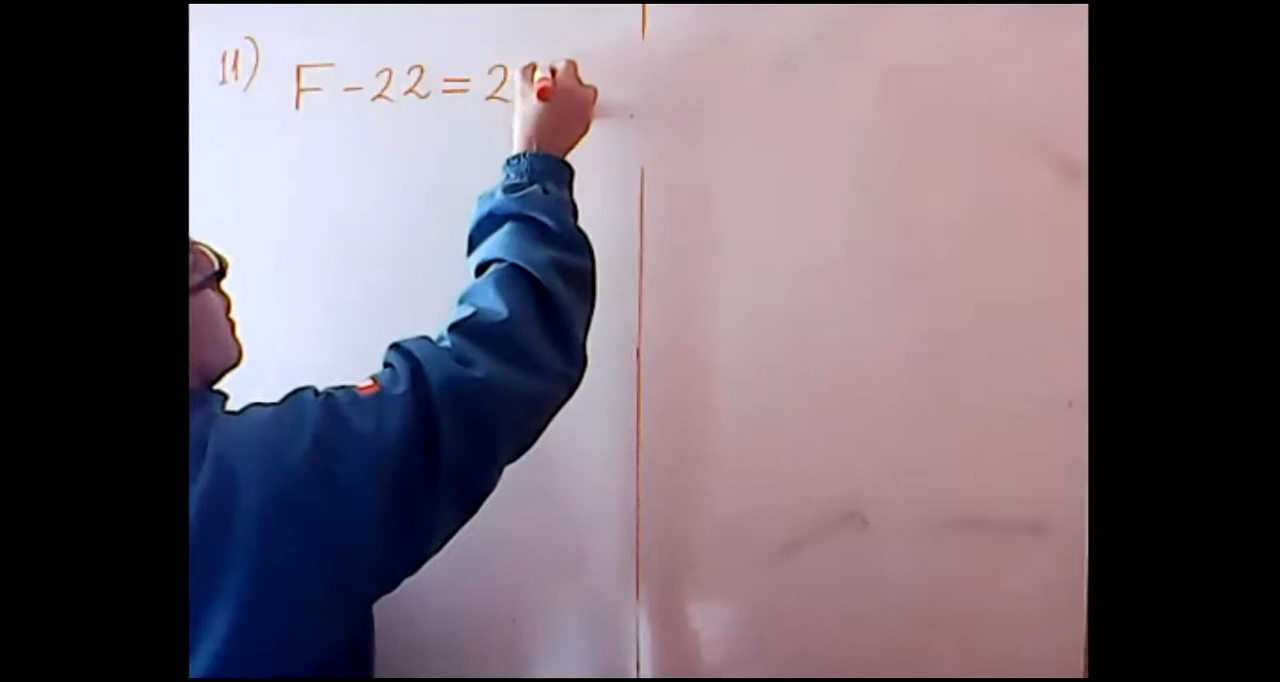 11) F - 22 = 2